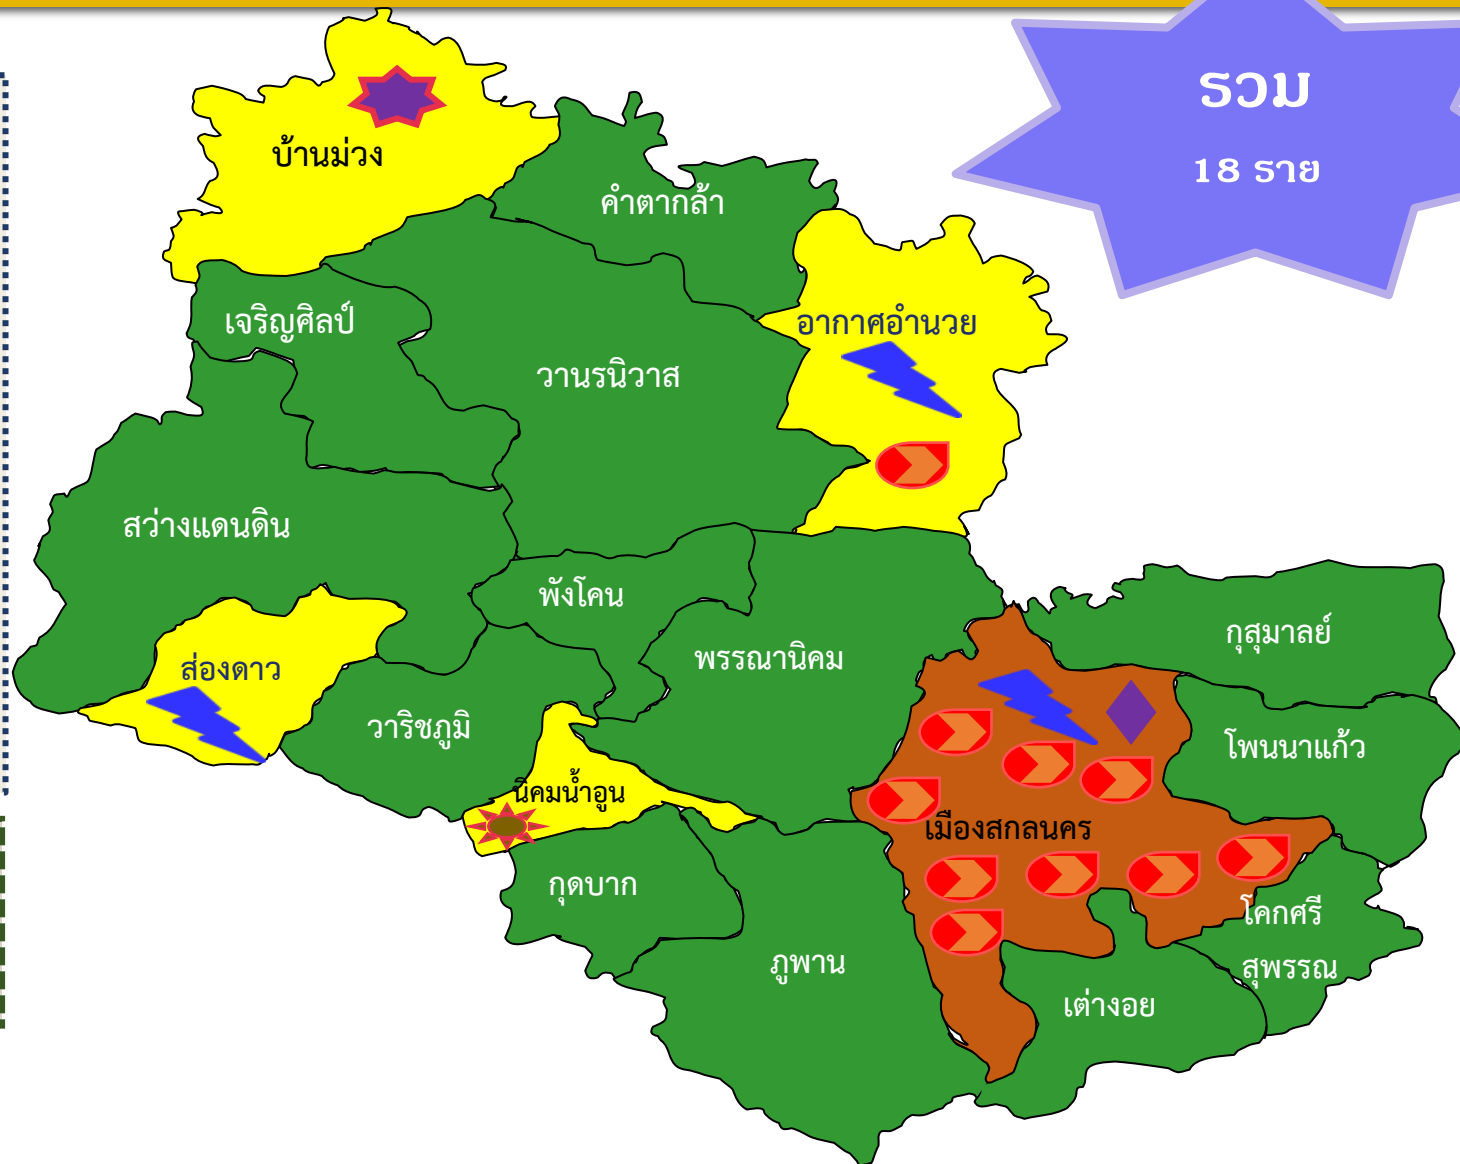 รวม
18 ราย
บ้านม่วง
คำตากล้า
เจริญศิลป์
อากาศอำนวย
วานรนิวาส
สว่างแดนดิน
พังโคน
กุสุมาลย์
ส่องดาว
พรรณานิคม
วาริชภูมิ
โพนนาแก้ว
นิคมน้ำอูน
เมืองสกลนคร
กุดบาก
โคกศรี
สุพรรณ
ภูพาน
เต่างอย